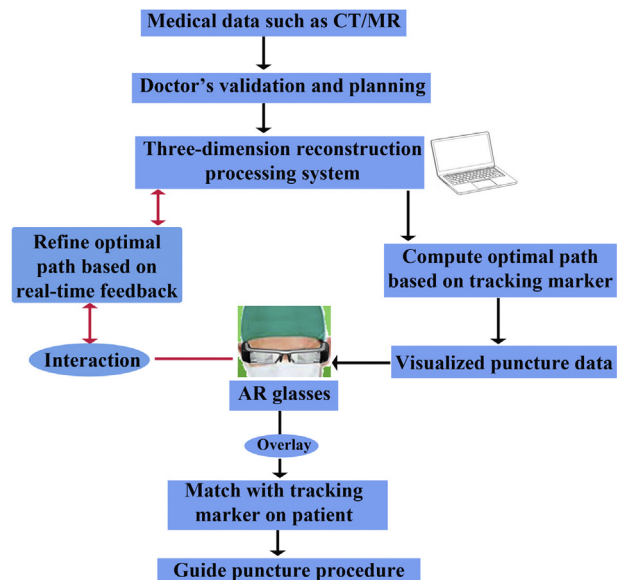 Medical data such as CT/MR
Doctor's validation and planning
Three-dimension reconstruction
processing system
Refine optimal
path based on
real-time feedback
Compute optimal path
based on tracking marker
Interaction
Visualized puncture data
AR glasses
Overlay
Match with tracking
marker on patient
Guide puncture procedure